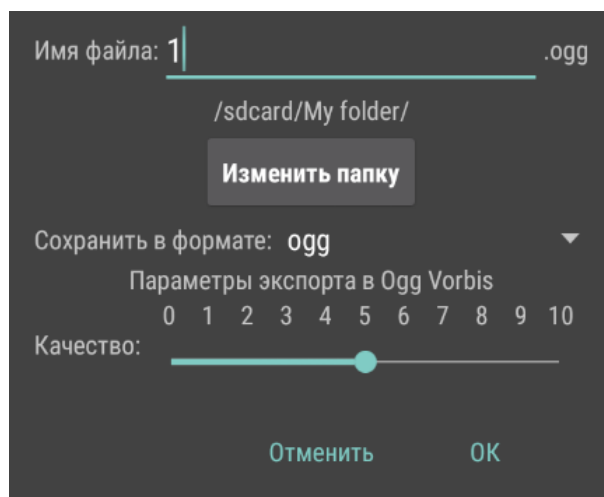 Имя файла: 1 .ogg
/sdcard/My folder/
Изменить папку
Сохранить в формате: ogg
Параметры экспорта в Ogg Vorbis
0 1 2 3 4 5 6 7 8 9 10
Качество:
Отменить OK